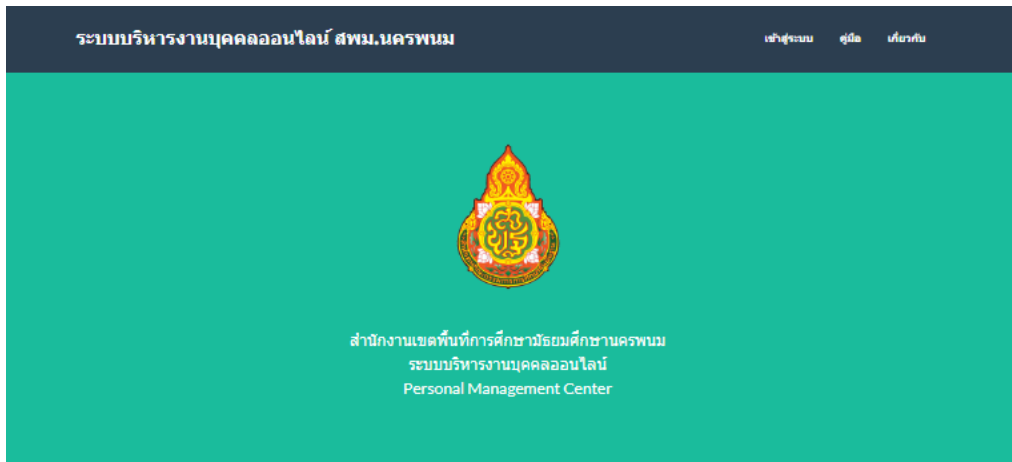 ระบบบริหารงานบุคคลออนไลน์ สพม.นครพนม
เข้าสู่ระบบ คู่มือ เกี่ยวกับ
สำนักงานเขตพื้นที่การศึกษามัธยมศึกษานครพนม
ระบบบริหารงานบุคคลออนไลน์
Personal Management Center